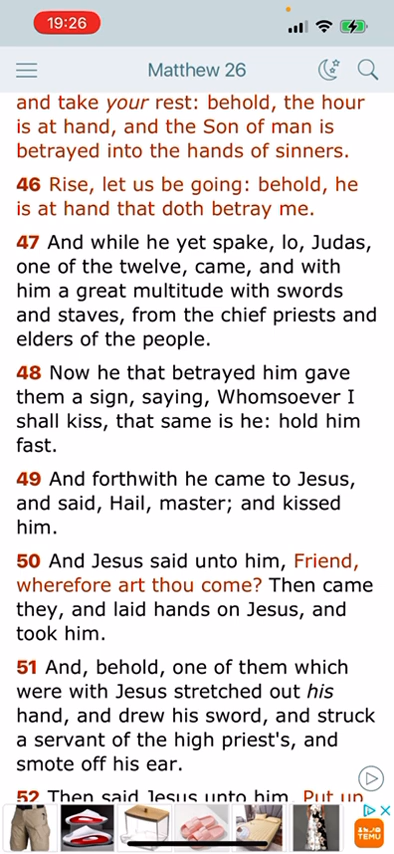 19:26
Matthew 26
and take your rest: behold, the hour
is at hand, and the Son of man is
betrayed into the hands of sinners.
46 Rise, let us be going: behold, he
is at hand that doth betray me.
47 And while he yet spake, lo, Judas,
one of the twelve, came, and with
him a great multitude with swords
and staves, from the chief priests and
elders of the people.
48 Now he that betrayed him gave
them a sign, saying, Whomsoever I
shall kiss, that same is he: hold him
fast.
49 And forthwith he came to Jesus,
and said, Hail, master; and kissed
him.
50 And Jesus said unto him, Friend,
wherefore art thou come? Then came
they, and laid hands on Jesus, and
took him.
51 And, behold, one of them which
were with Jesus stretched out his
hand, and drew his sword, and struck
a servant of the high priest's, and
smote off his ear.
52 Then said Jesus unto him, Put up
TEMU